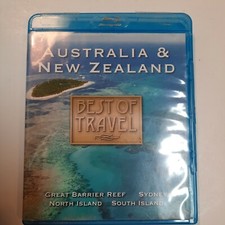 AUSTRALIA &
NEW ZEALAND
BEST OF
TRAVEL
GREAT BARRIER REEF SYDNEY
NORTH ISLAND SOUTH ISLAND